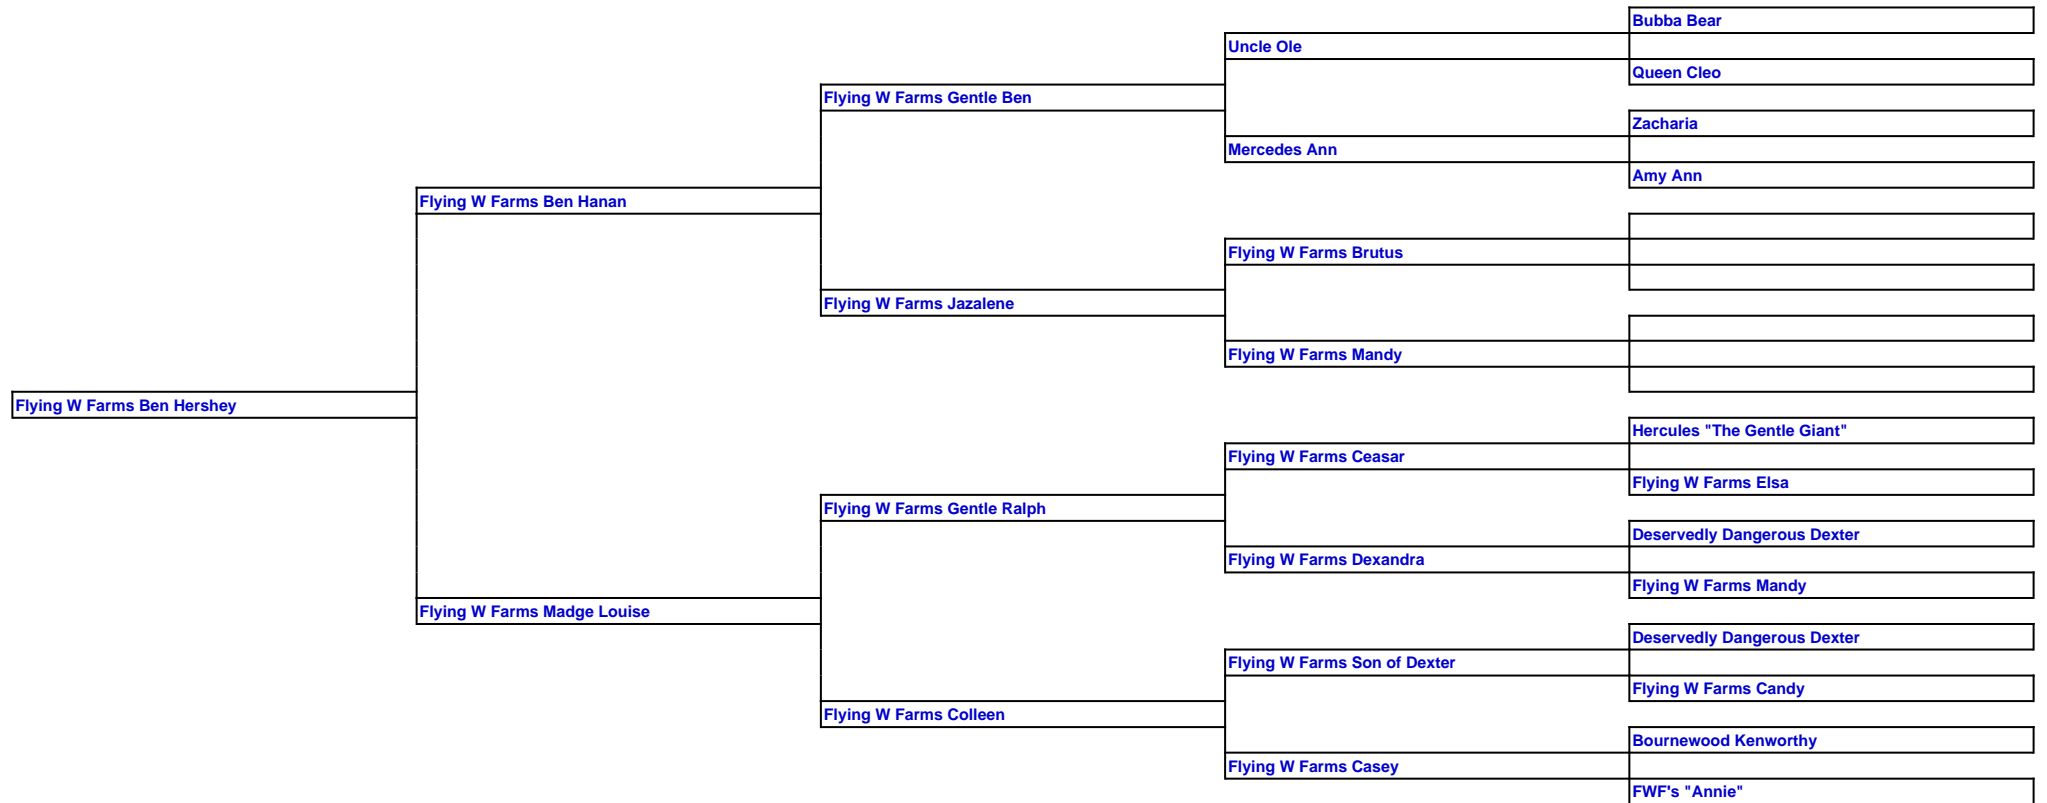 Bubba Bear
Uncle Ole
Queen Cleo
Flying W Farms Gentle Ben
Zacharia
Mercedes Ann
Amy Ann
Flying W Farms Ben Hanan
Flying W Farms Brutus
Flying W Farms Jazalene
Flying W Farms Mandy
Flying W Farms Ben Hershey
Hercules "The Gentle Giant"
Flying W Farms Ceasar
Flying W Farms Elsa
Flying W Farms Gentle Ralph
Deservedly Dangerous Dexter
Flying W Farms Dexandra
Flying W Farms Mandy
Flying W Farms Madge Louise
Deservedly Dangerous Dexter
Flying W Farms Son of Dexter
Flying W Farms Candy
Flying W Farms Colleen
Bournewood Kenworthy
Flying W Farms Casey
FWF's "Annie"